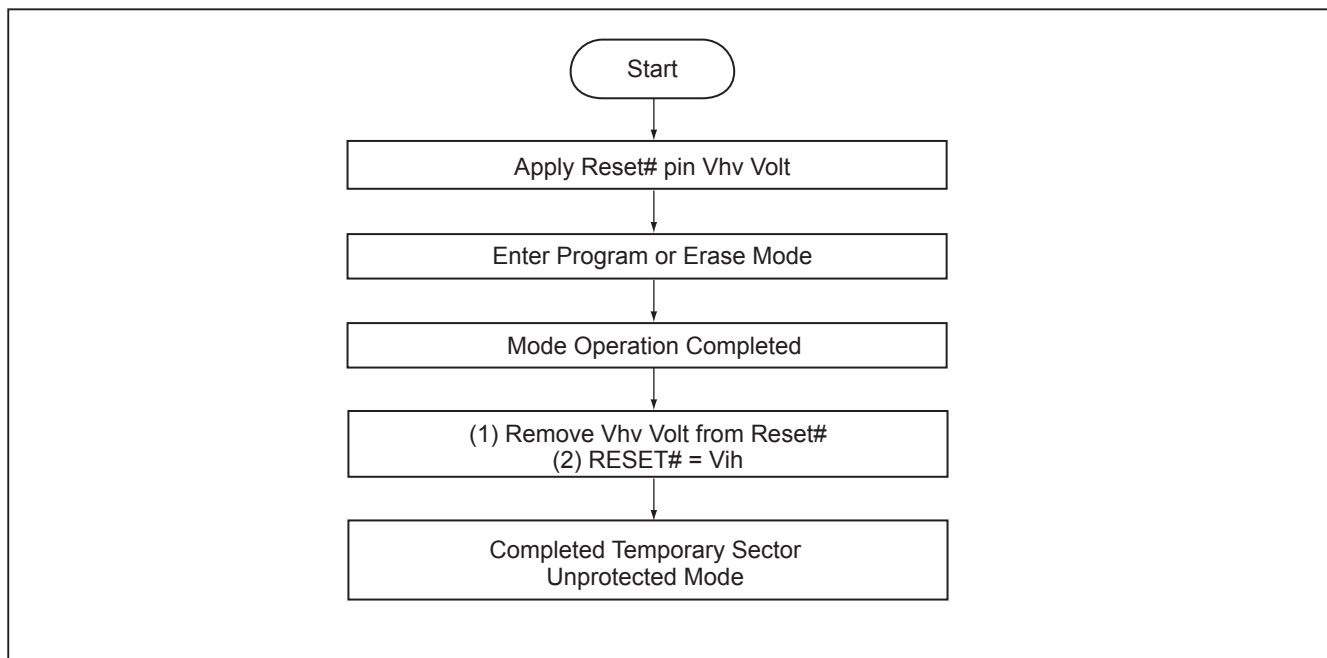 Start
Apply Reset# pin Vhv Volt
Enter Program or Erase Mode
Mode Operation Completed
(1) Remove Vhv Volt from Reset#
(2) RESET# = Vih
Completed Temporary Sector
Unprotected Mode